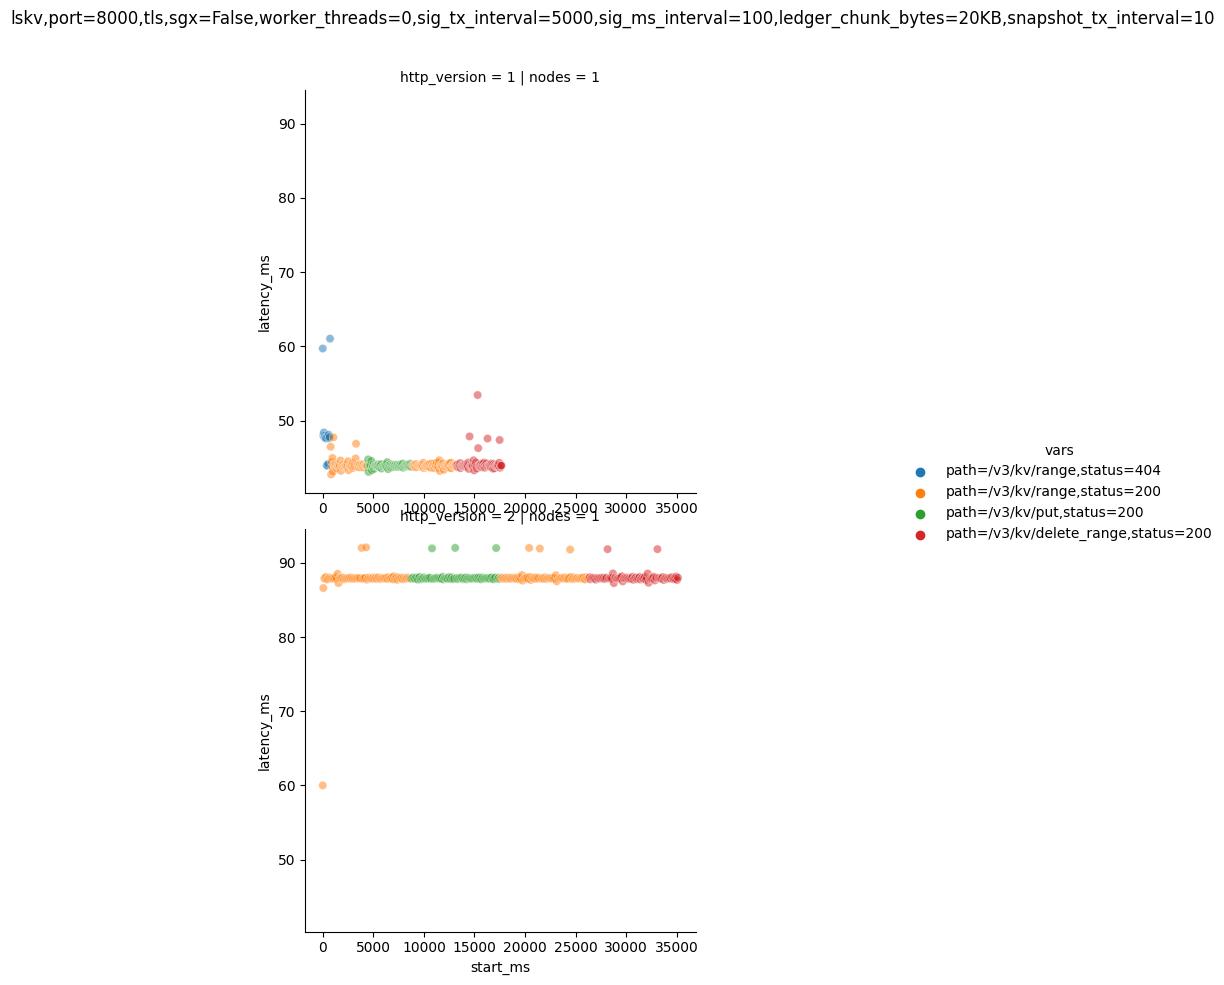 lskv,port=8000,tls,sgx=False,worker_threads=0,sig_tx_interval=5000,sig_ms_interval=100,ledger_chunk_bytes=20KB,snapshot_tx_interval=10
http_version = 1 | nodes = 1
90
80
70
60
50
latency_ms
0 5000 10000 15000 20000 25000 30000 35000
http_version = 2 | nodes = 1
90
80
70
60
50
latency_ms
0 5000 10000 15000 20000 25000 30000 35000
start_ms
vars
path=/v3/kv/range,status=404
path=/v3/kv/range,status=200
path=/v3/kv/put,status=200
path=/v3/kv/delete_range,status=200